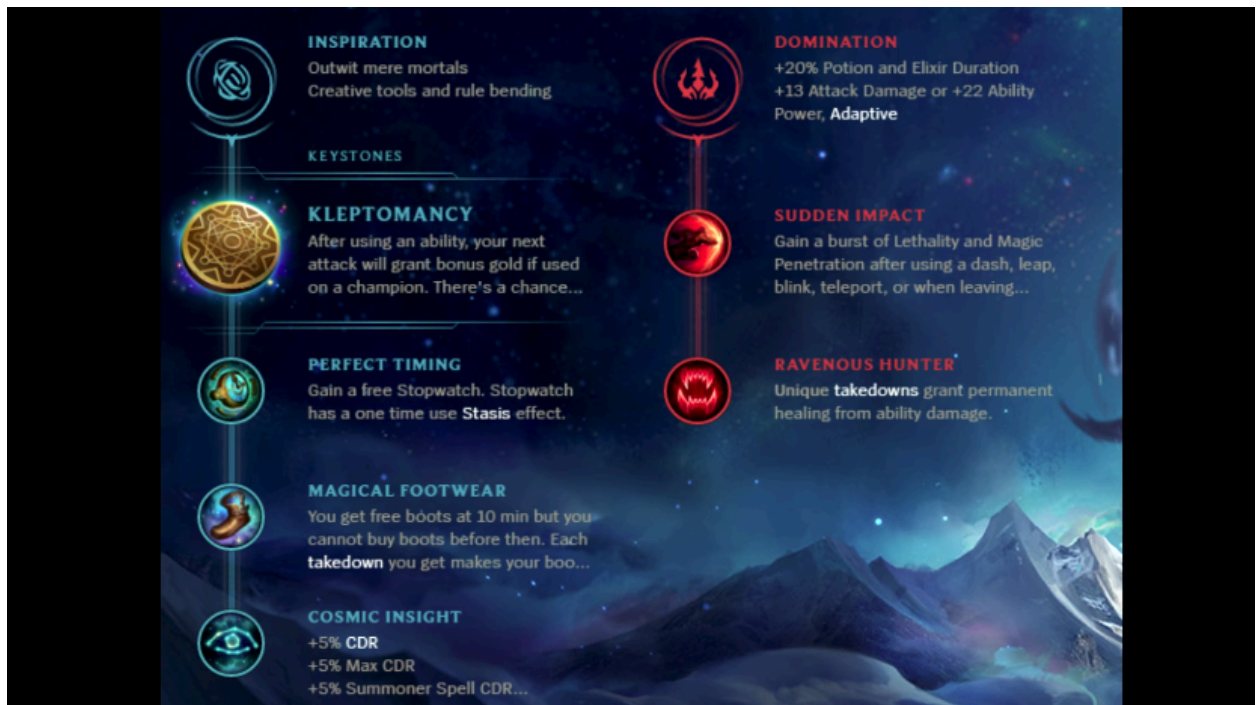 INSPIRATION
Outwit mere mortals
Creative tools and rule bending
KEYSTONES
KLEPTOMANCY
After using an ability, your next
attack will grant bonus gold if used
on a champion. There's a chance...
PERFECT TIMING
Gain a free Stopwatch. Stopwatch
has a one time use Stasis effect.
MAGICAL FOOTWEAR
You get free boots at 10 min but you
cannot buy boots before then. Each
takedown you get makes your boo...
COSMIC INSIGHT
+5% CDR
+5% Max CDR
+5% Summoner Spell CDR...
DOMINATION
+20% Potion and Elixir Duration
+13 Attack Damage or +22 Ability
Power, Adaptive
SUDDEN IMPACT
Gain a burst of Lethality and Magic
Penetration after using a dash, leap,
blink, teleport, or when leaving...
RAVENOUS HUNTER
Unique takedowns grant permanent
healing from ability damage.